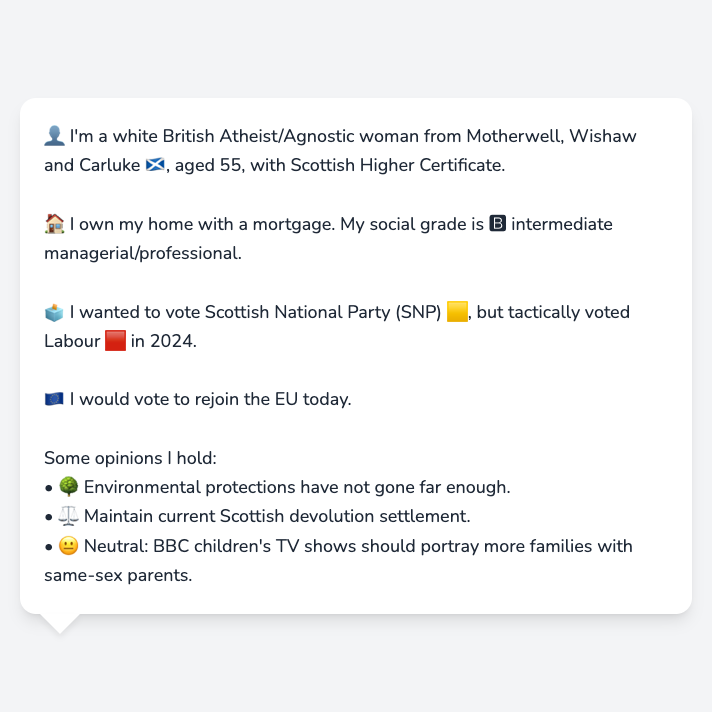 👤 I'm a white British Atheist/Agnostic woman from Motherwell, Wishaw
and Carluke 🏴󠁧󠁢󠁳󠁣󠁴󠁿, aged 55, with Scottish Higher Certificate.
🏠 I own my home with a mortgage. My social grade is 🅱 intermediate
managerial/professional.
🗳️ I wanted to vote Scottish National Party (SNP) 🟨, but tactically voted
Labour 🟥 in 2024.
🇪🇺 I would vote to rejoin the EU today.
Some opinions I hold:
• 🌳 Environmental protections have not gone far enough.
• ⚖️ Maintain current Scottish devolution settlement.
• 😐 Neutral: BBC children's TV shows should portray more families with
same-sex parents.